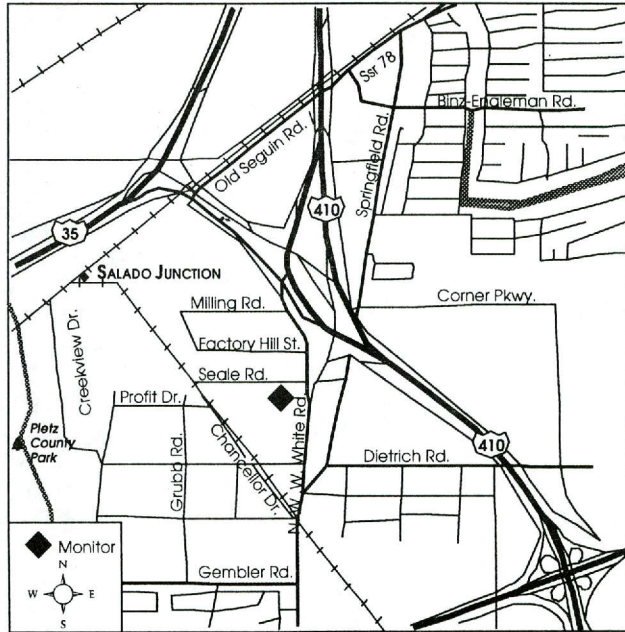 Ssr 78
Binz-Engleman Rd.
Old Seguin Rd.
Springfield Rd.
410
35
SALADO JUNCTION
Milling Rd.
Corner Pkwy.
Creekview Dr.
Factory Hill St.
Seale Rd.
Profit Dr.
N. W. W. White Rd.
Pletz
County
Park
Grubb Rd.
Chancellor Dr.
Dietrich Rd.
410
Monitor
N
W E
S
Gembler Rd.